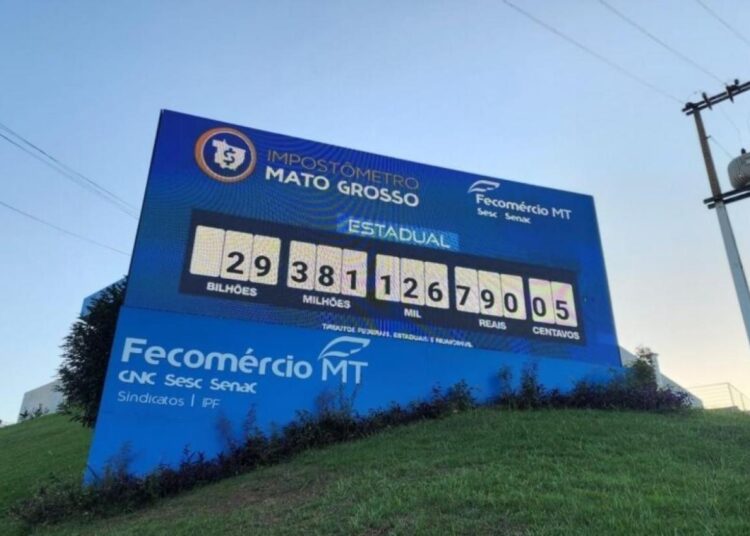 IMPOSTÔMETRO
MATO GROSSO
Fecomércio MT
Sesc Senac
ESTADUAL
29 381 126 790 05
BILHÕES MILHÕES MIL REAIS CENTAVOS
TRIBUTOS FEDERAIS, ESTADUAIS E MUNICIPAIS
Fecomércio MT
CNC Sesc Senac
Sindicatos | IPF